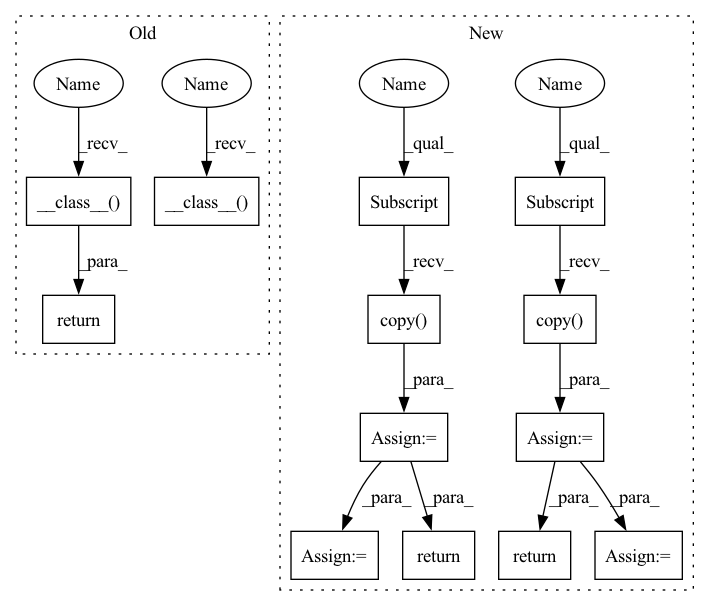 Old
New
Name
Name
Name
Name
_recv_
_recv_
_qual_
_qual_
__class__()
__class__()
Subscript
Subscript
_para_
_recv_
_recv_
return
copy()
copy()
_para_
_para_
Assign:=
Assign:=
_para_
_para_
_para_
_para_
Assign:=
return
return
Assign:=